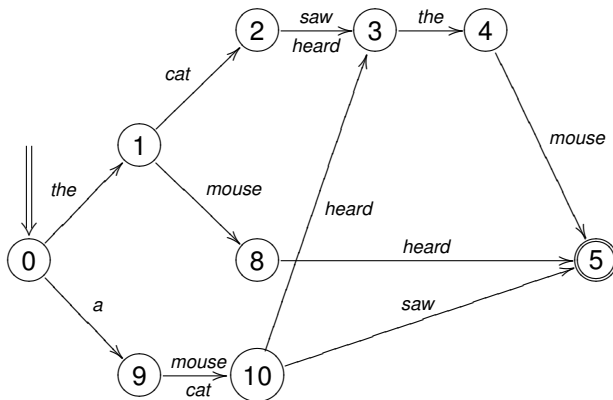 2
saw
heard
3
the
4
cat
1
mouse
mouse
the
heard
0
8
heard
5
a
saw
9
mouse
cat
10